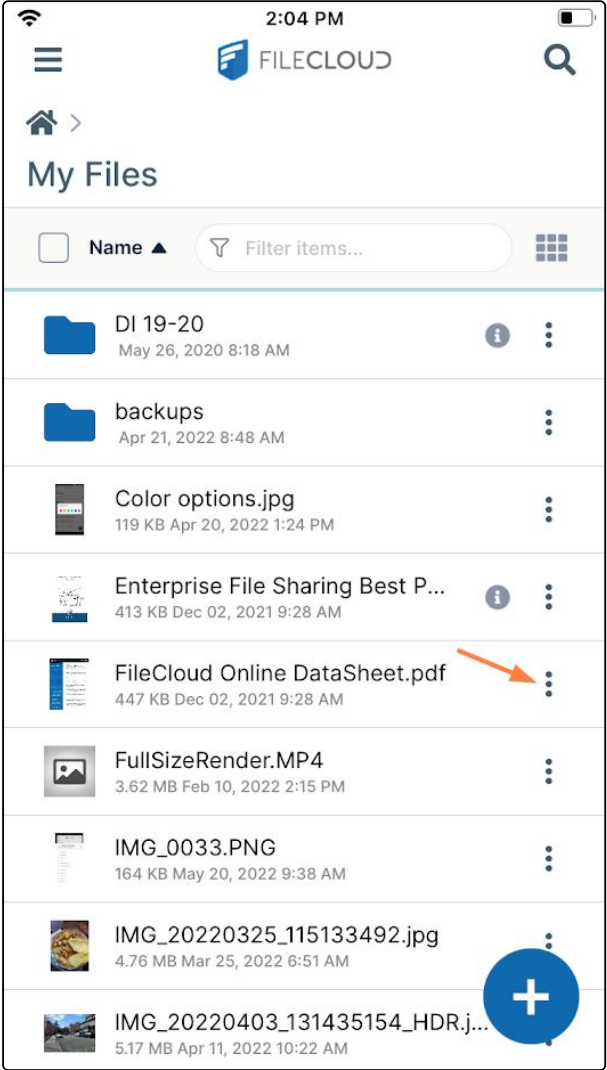 2:04 PM
FILECLOUD
My Files
Name Filter items...
DI 19-20
May 26, 2020 8:18 AM
backups
Apr 21, 2022 8:48 AM
Color options.jpg
119 KB Apr 20, 2022 1:24 PM
Enterprise File Sharing Best P...
413 KB Dec 02, 2021 9:28 AM
FileCloud Online DataSheet.pdf
447 KB Dec 02, 2021 9:28 AM
FullSizeRender.MP4
3.62 MB Feb 10, 2022 2:15 PM
IMG_0033.PNG
164 KB May 20, 2022 9:38 AM
IMG_20220325_115133492.jpg
4.76 MB Mar 25, 2022 6:51 AM
IMG_20220403_131435154_HDR.j...
5.17 MB Apr 11, 2022 10:22 AM